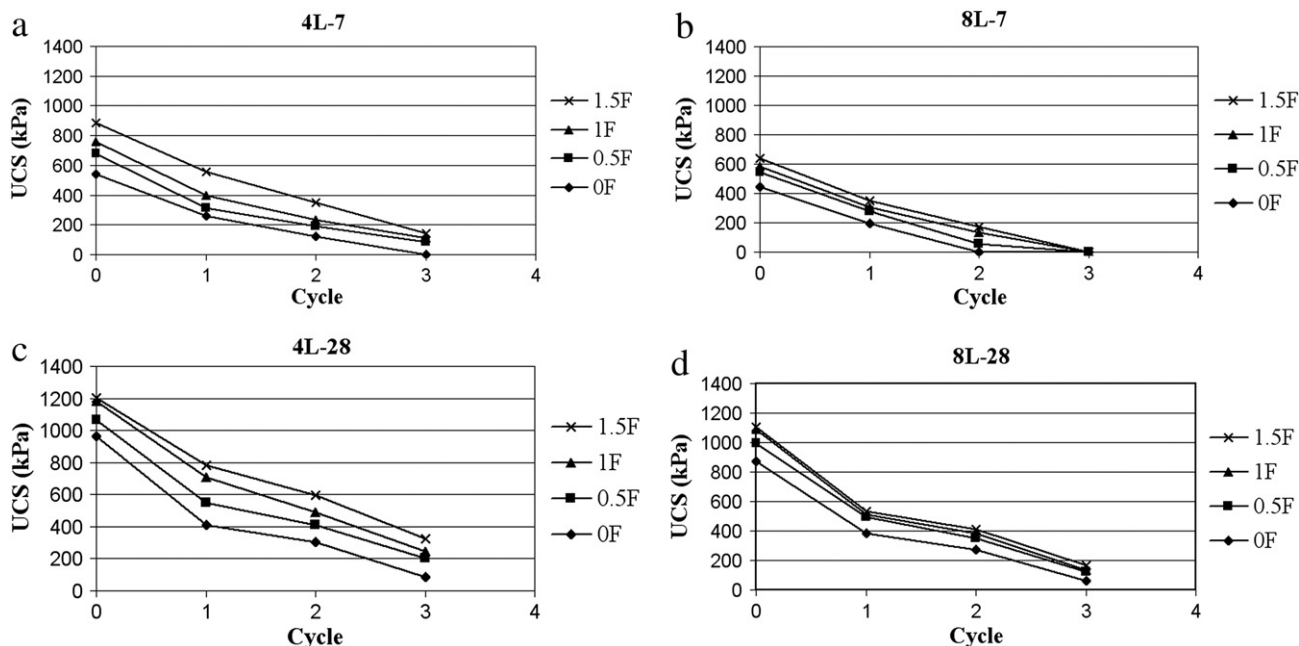 a
4L-7
1400
1200
1000
800
600
400
200
0
UCS (kPa)
0 1 2 3 4
Cycle
1.5F
1F
0.5F
0F
b
8L-7
1400
1200
1000
800
600
400
200
0
UCS (kPa)
0 1 2 3 4
Cycle
1.5F
1F
0.5F
0F
c
4L-28
1400
1200
1000
800
600
400
200
0
UCS (kPa)
0 1 2 3 4
Cycle
1.5F
1F
0.5F
0F
d
8L-28
1400
1200
1000
800
600
400
200
0
UCS (kPa)
0 1 2 3 4
Cycle
1.5F
1F
0.5F
0F